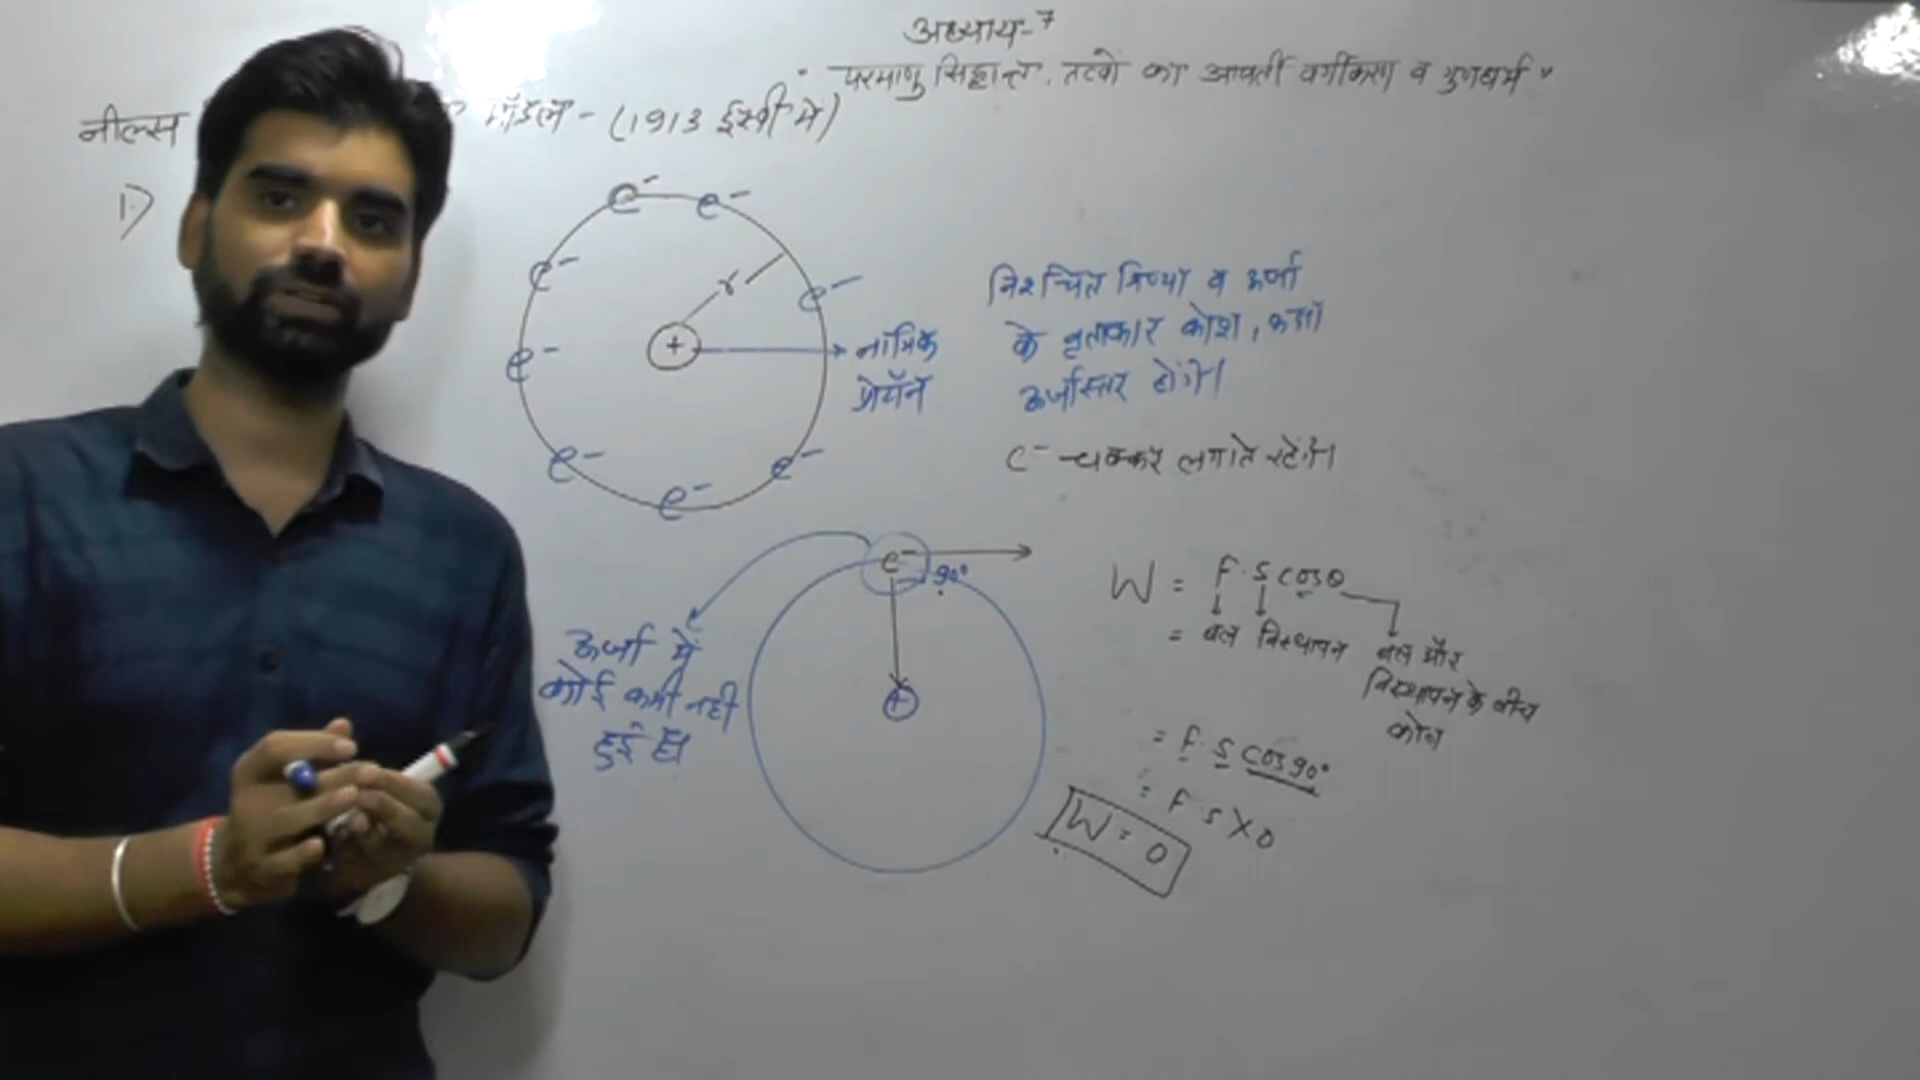 अध्याय-7
"परमाणु सिद्धान्त, तत्वों का आवर्ती वर्गीकरण व गुणधर्म"
नील्स
मॉडल - (1913 ईस्वी में)
1)
e⁻ e⁻
e⁻
r
e⁻
+
e⁻
नाभिक
प्रोटॉन
e⁻
e⁻
e⁻
निश्चित त्रिज्या व ऊर्जा
के वृताकार कोश, कक्षा
ऊर्जास्तर होंगे।
e⁻ चक्कर लगाते रहेंगे।
e⁻
90°
+
ऊर्जा में
कोई कमी नही
हुई है।
W = F·S cosθ
= बल विस्थापन बल और
विस्थापन के बीच
कोण
= F·S cos90°
= F·S X 0
W = 0